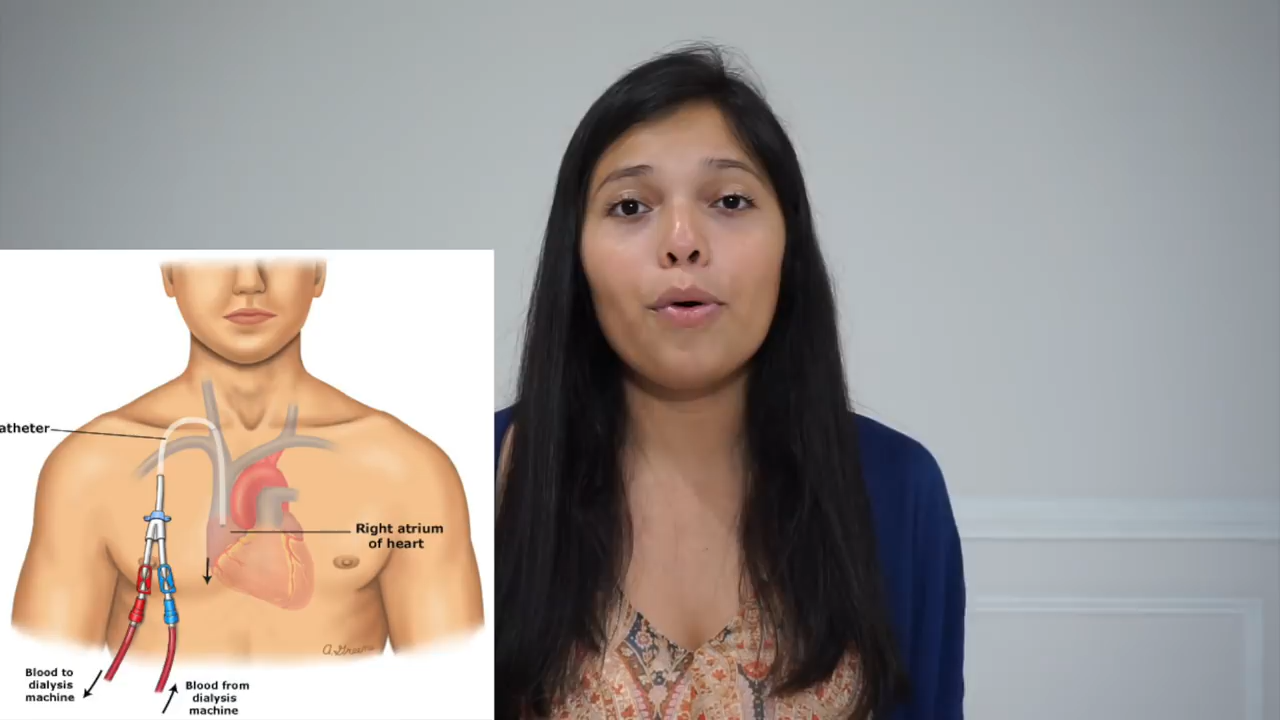 atheter
Right atrium
of heart
Blood to
dialysis
machine
Blood from
dialysis
machine